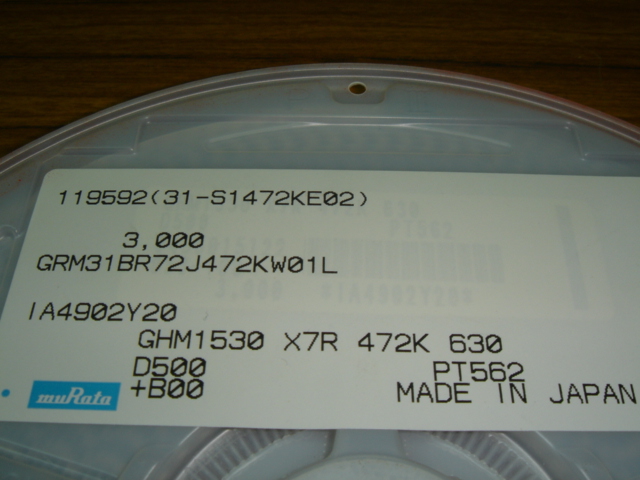 119592(31-S1472KE02)
3,000
GRM31BR72J472KW01L
IA4902Y20
GHM1530 X7R 472K 630
D500 PT562
muRata +B00 MADE IN JAPAN